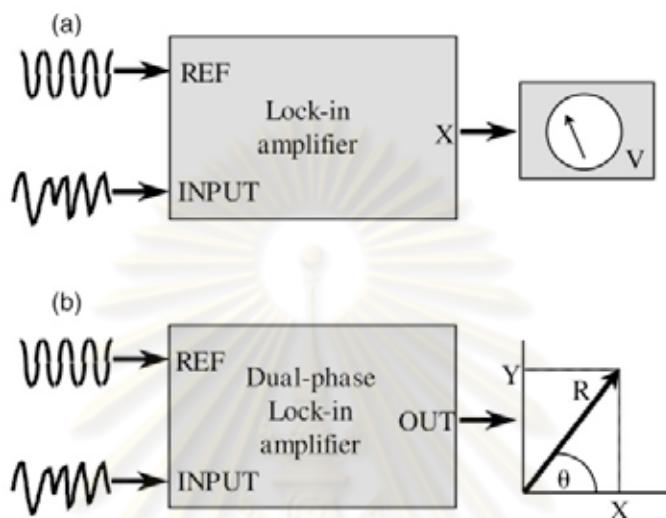 (a)
REF
Lock-in
amplifier
X
V
INPUT
(b)
REF
Dual-phase
Lock-in
amplifier
OUT
INPUT
Y
R
θ
X